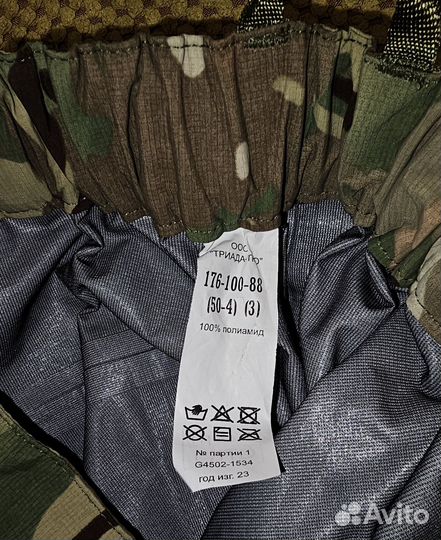 ООО
"ТРИАДА-ТКО"
176-100-88
(50-4) (3)
100% полиамид
№ партии 1
G4502-1534
год изг. 23
Avito